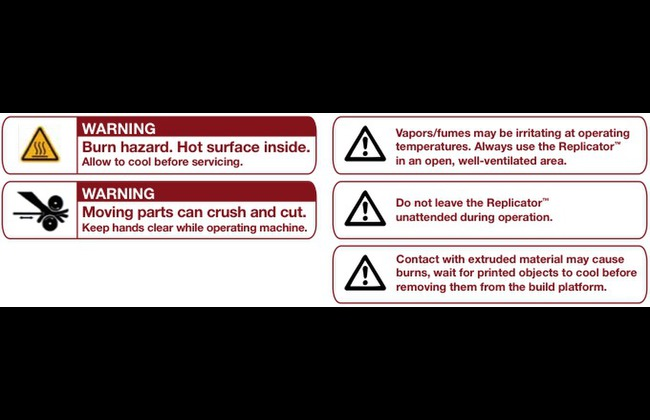 WARNING
Burn hazard. Hot surface inside.
Allow to cool before servicing.
WARNING
Moving parts can crush and cut.
Keep hands clear while operating machine.
Vapors/fumes may be irritating at operating
temperatures. Always use the Replicator™
in an open, well-ventilated area.
Do not leave the Replicator™
unattended during operation.
Contact with extruded material may cause
burns, wait for printed objects to cool before
removing them from the build platform.